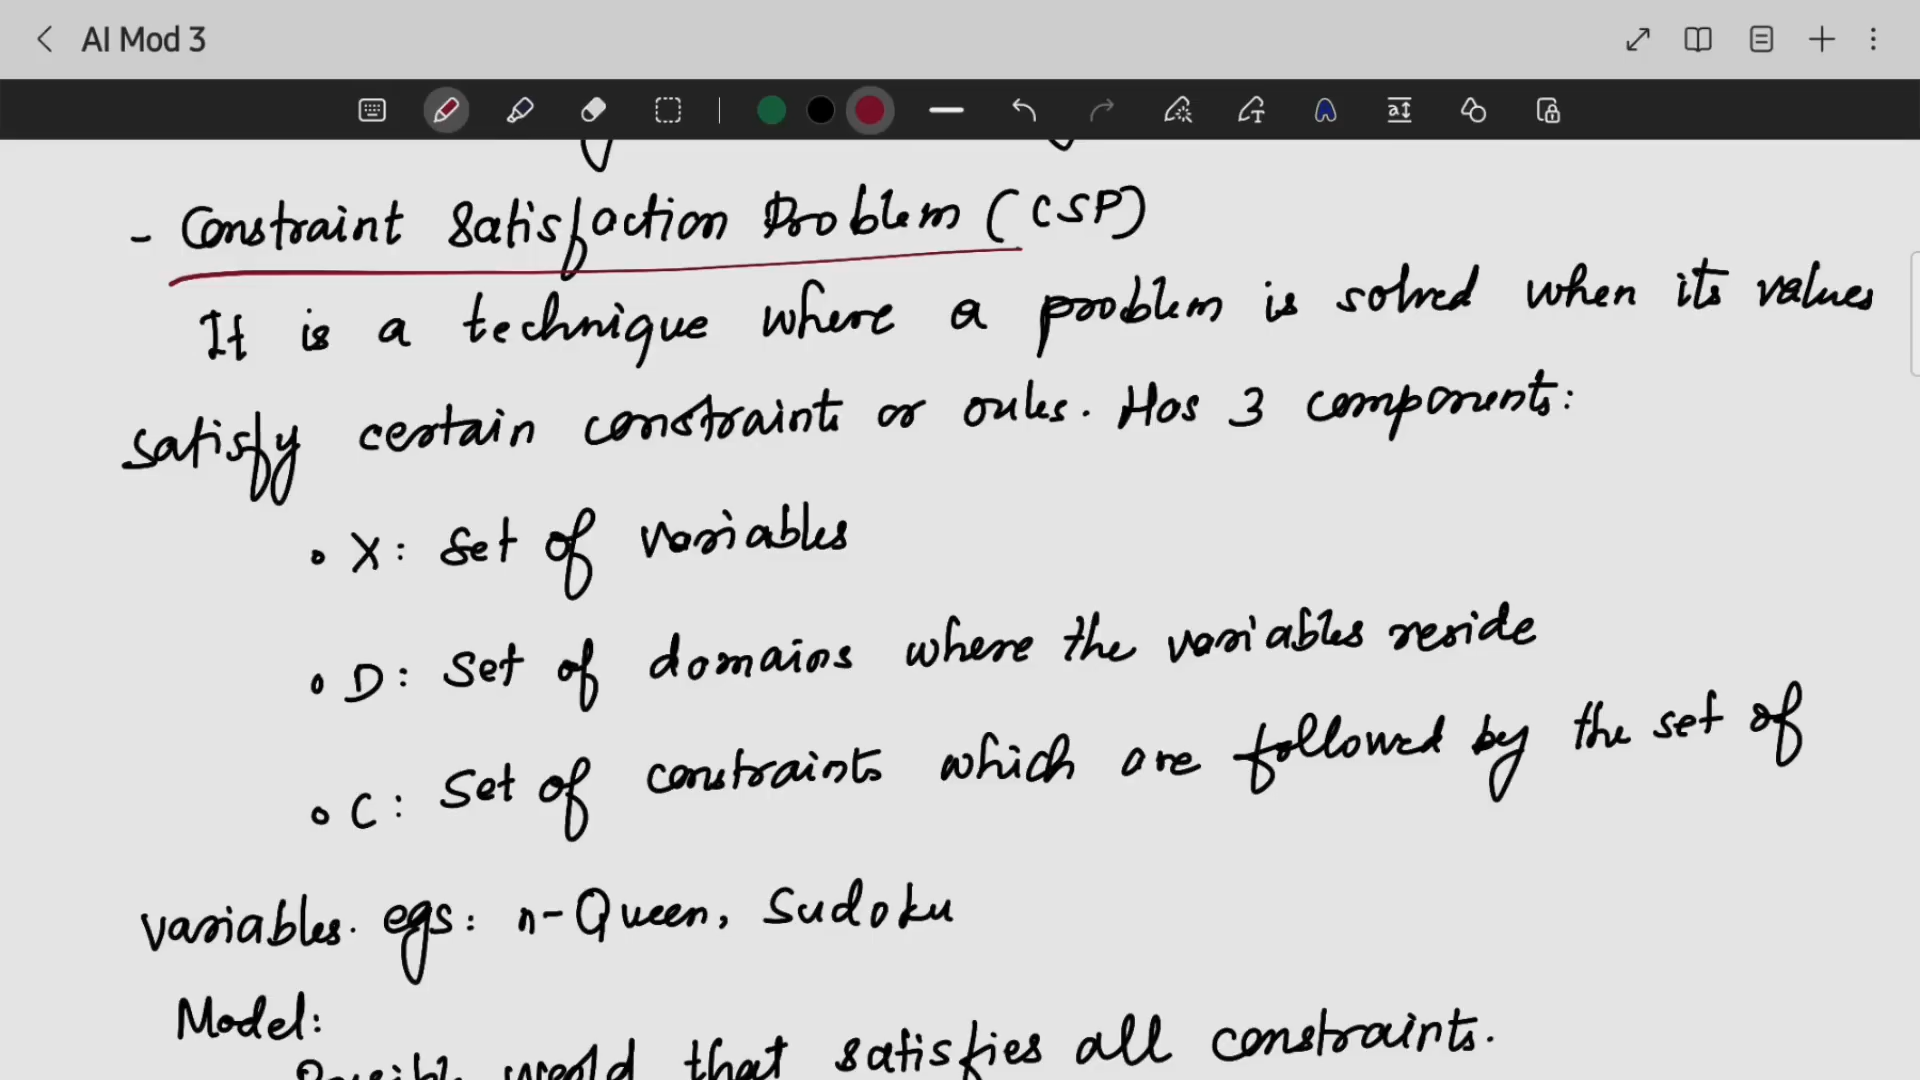 AI Mod 3
- Constraint Satisfaction Problem (CSP)
It is a technique where a problem is solved when its values
satisfy certain constraints or rules. Has 3 components:
• X: Set of variables
• D: Set of domains where the variables reside
• C: Set of constraints which are followed by the set of
variables. egs: n-Queen, Sudoku
Model:
Possible world that satisfies all constraints.